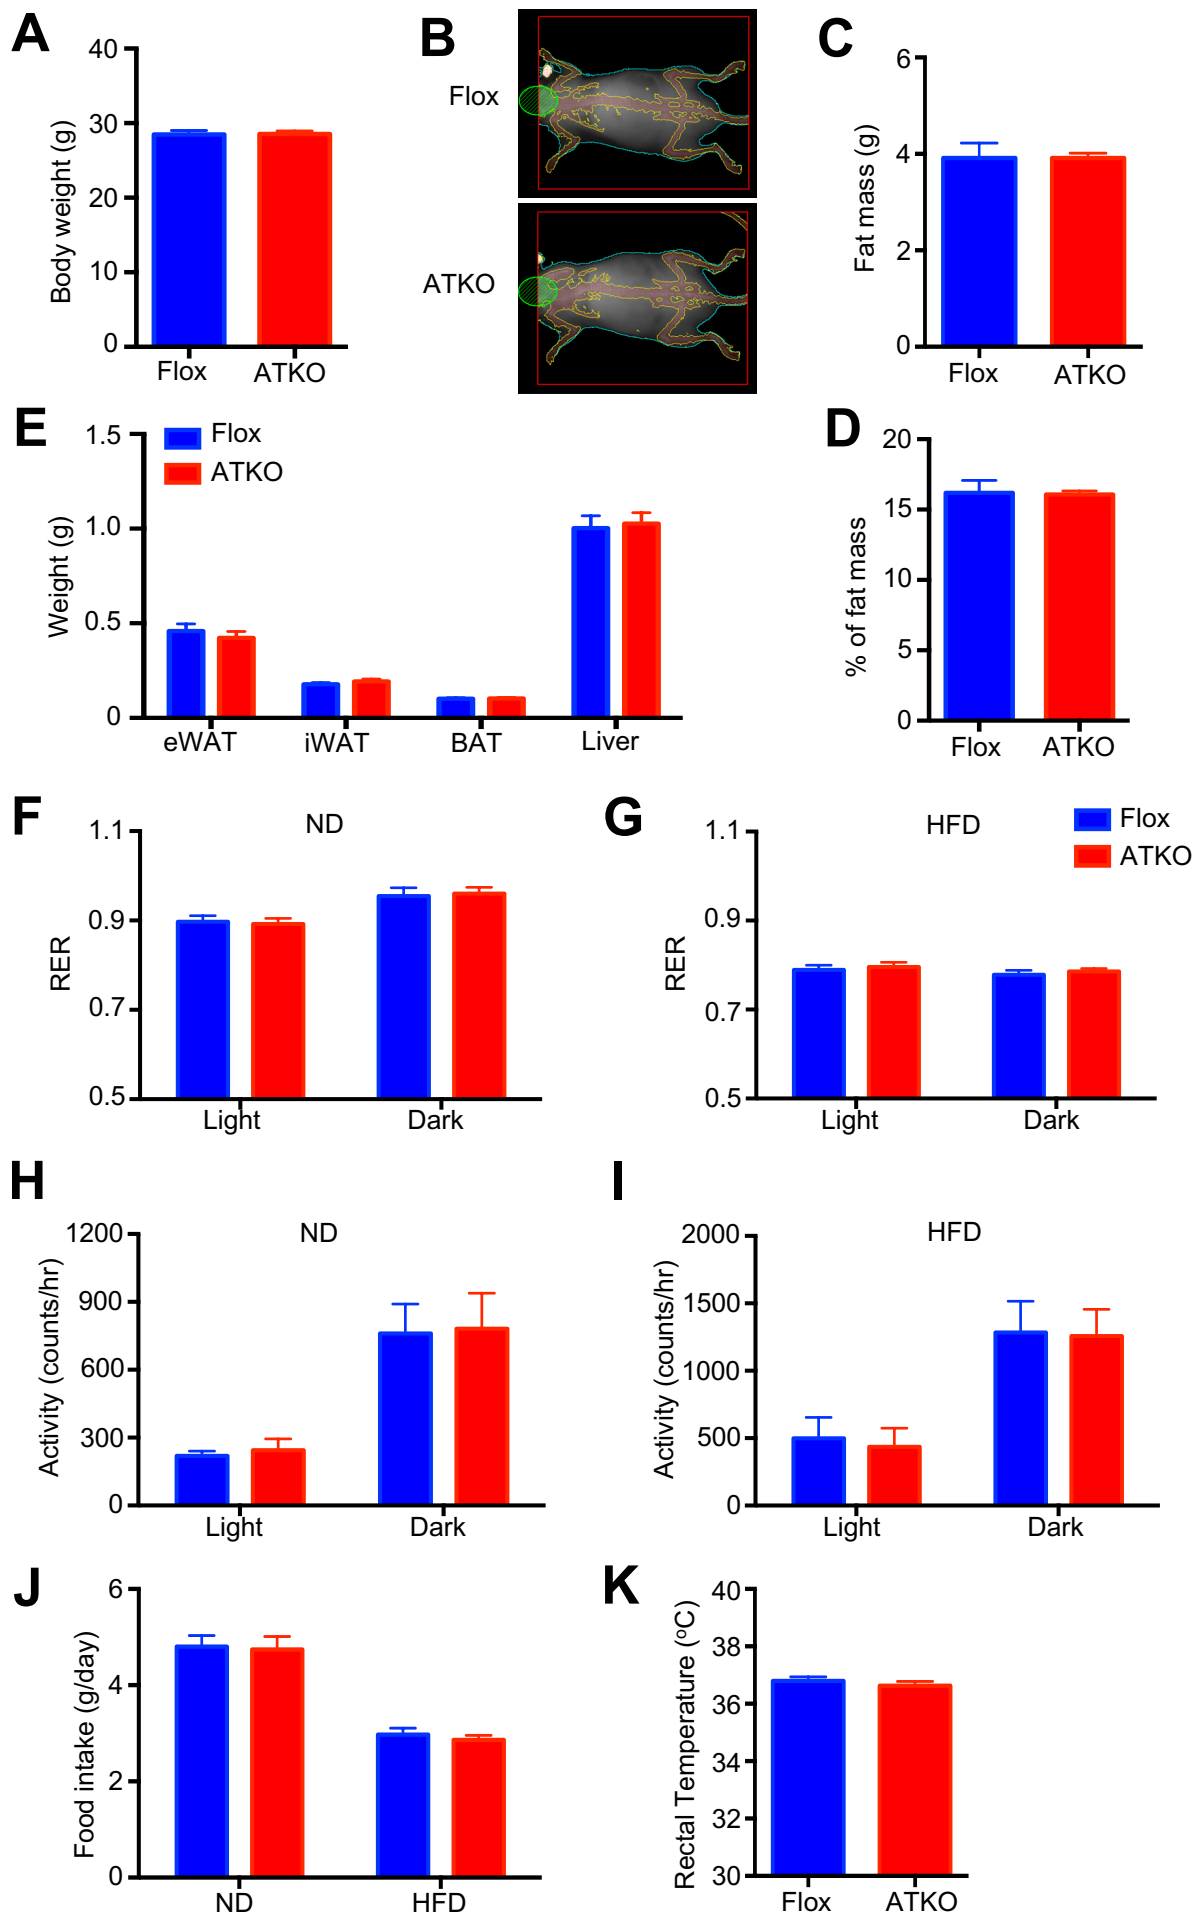 A
40
30
20
10
0
Body weight (g)
Flox ATKO
B
Flox
ATKO
C
6
4
2
0
Fat mass (g)
Flox ATKO
E
1.5
1.0
0.5
0
Weight (g)
Flox
ATKO
eWAT iWAT BAT Liver
D
20
15
10
5
0
% of fat mass
Flox ATKO
F
ND
1.1
0.9
0.7
0.5
RER
Light Dark
G
HFD
Flox
ATKO
1.1
0.9
0.7
0.5
RER
Light Dark
H
ND
1200
900
600
300
0
Activity (counts/hr)
Light Dark
I
HFD
2000
1500
1000
500
0
Activity (counts/hr)
Light Dark
J
6
4
2
0
Food intake (g/day)
ND HFD
K
40
38
36
34
32
30
Rectal Temperature (ºC)
Flox ATKO